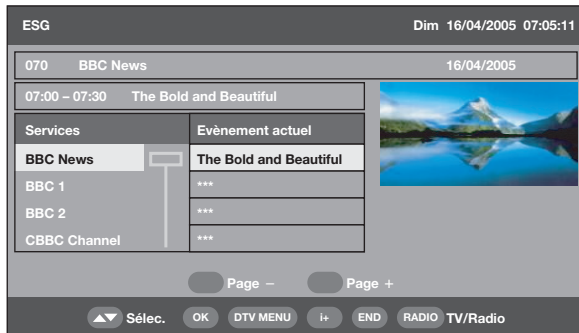 ESG Dim 16/04/2005 07:05:11
070 BBC News 16/04/2005
07:00 – 07:30 The Bold and Beautiful
Services Evènement actuel
BBC News The Bold and Beautiful
BBC 1 ***
BBC 2 ***
CBBC Channel ***
Page – Page +
▲▼ Sélec. OK DTV MENU i+ END RADIO TV/Radio